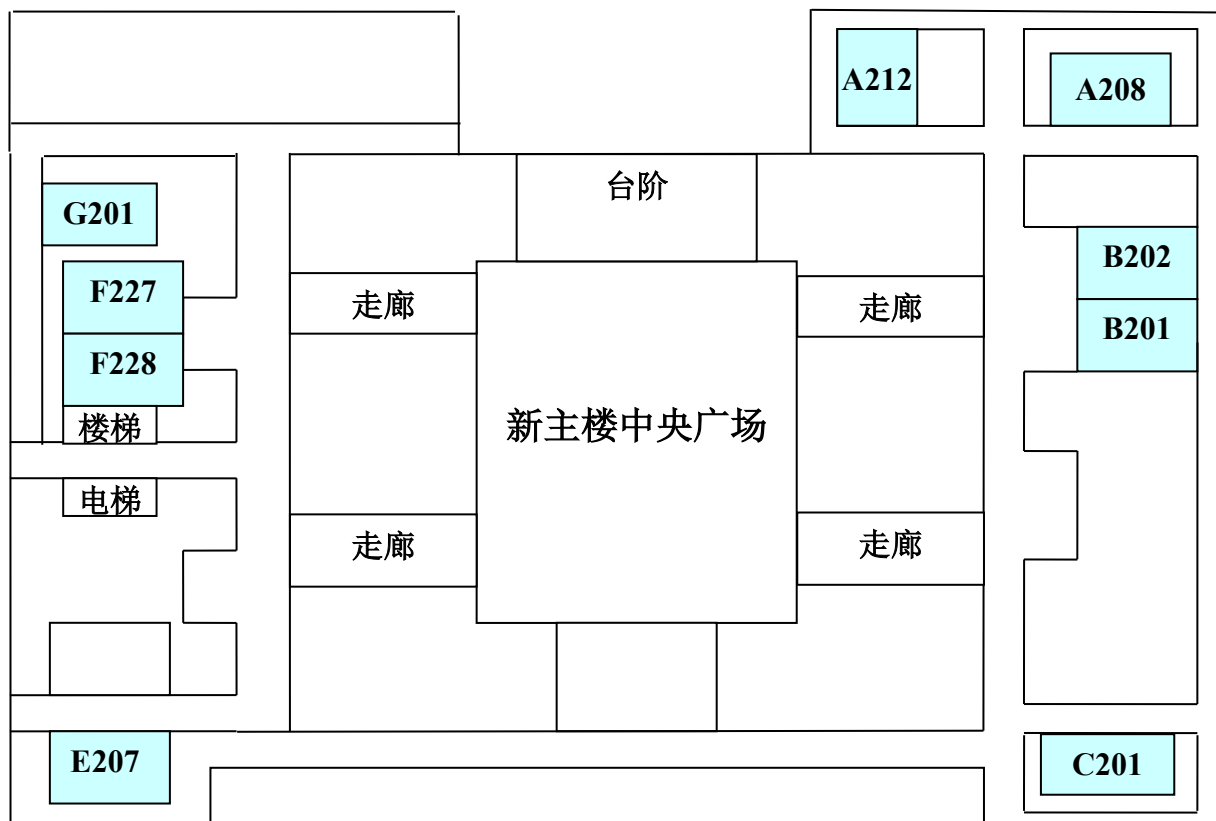 A212
A208
台阶
G201
B202
F227
走廊
走廊
B201
F228
楼梯
新主楼中央广场
电梯
走廊
走廊
E207
C201